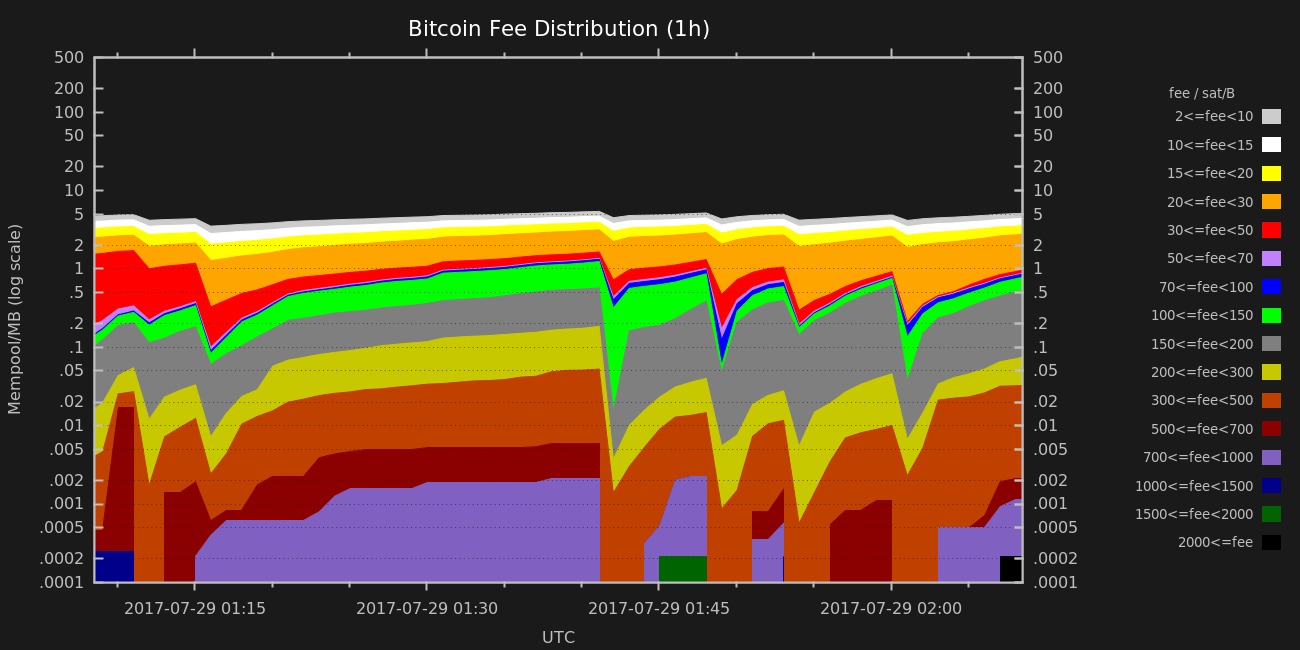 Bitcoin Fee Distribution (1h)
500 500
200 200
100 100
50 50
20 20
10 10
5 5
2 2
1 1
.5 .5
.2 .2
.1 .1
.05 .05
.02 .02
.01 .01
.005 .005
.002 .002
.001 .001
.0005 .0005
.0002 .0002
.0001 .0001
Mempool/MB (log scale)
2017-07-29 01:15 2017-07-29 01:30 2017-07-29 01:45 2017-07-29 02:00
UTC
fee / sat/B
2<=fee<10
10<=fee<15
15<=fee<20
20<=fee<30
30<=fee<50
50<=fee<70
70<=fee<100
100<=fee<150
150<=fee<200
200<=fee<300
300<=fee<500
500<=fee<700
700<=fee<1000
1000<=fee<1500
1500<=fee<2000
2000<=fee